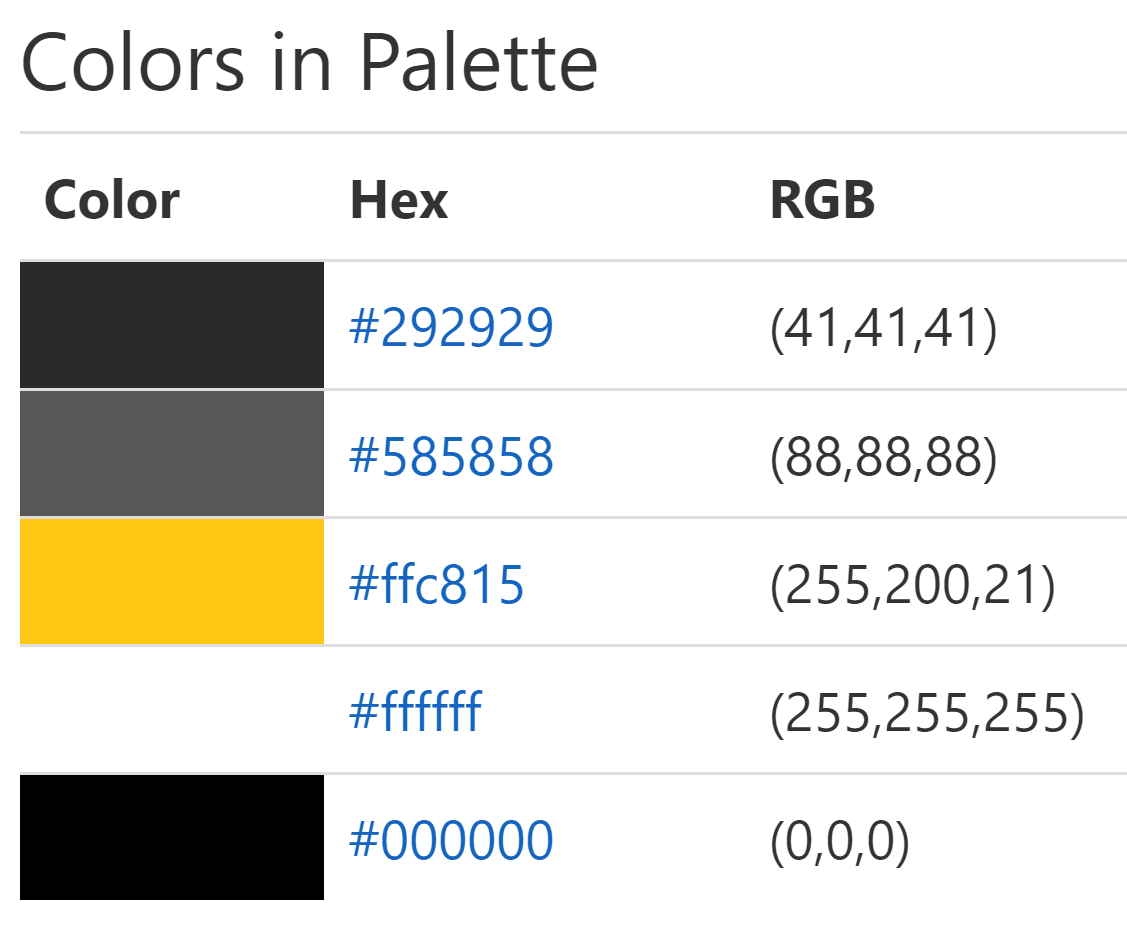 Colors in Palette
Color Hex RGB
#292929 (41,41,41)
#585858 (88,88,88)
#ffc815 (255,200,21)
#ffffff (255,255,255)
#000000 (0,0,0)